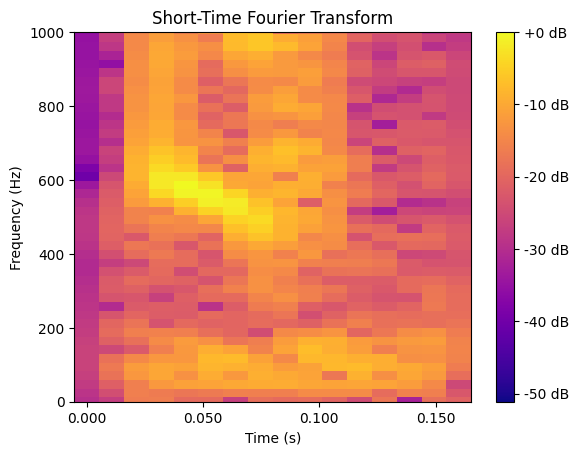 Short-Time Fourier Transform
1000
800
600
400
200
0
Frequency (Hz)
0.000
0.050
0.100
0.150
Time (s)
+0 dB
-10 dB
-20 dB
-30 dB
-40 dB
-50 dB